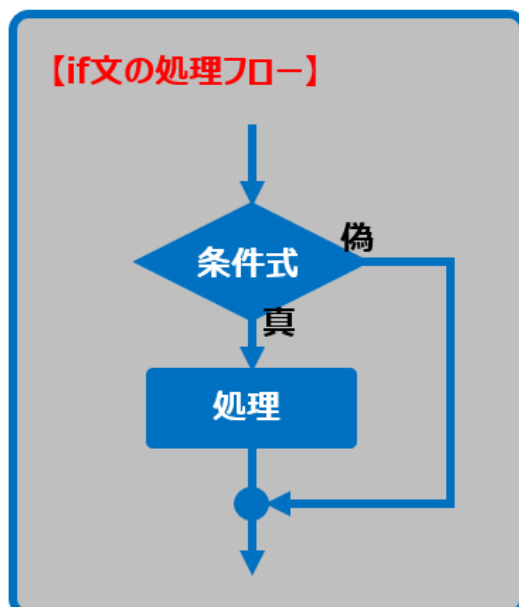 【if文の処理フロー】
条件式
偽
真
処理